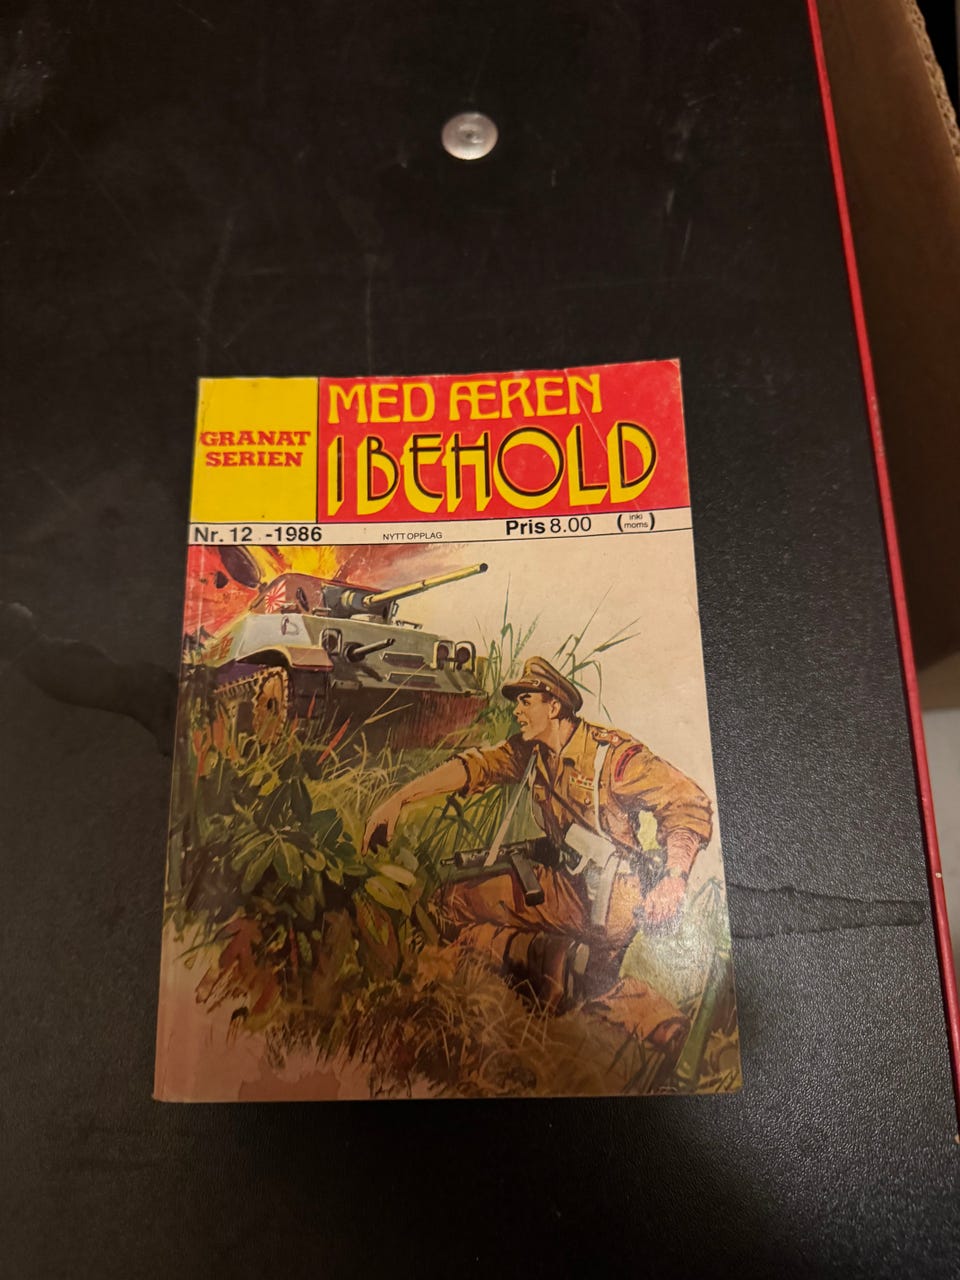 GRANAT
SERIEN
MED ÆREN
I BEHOLD
Nr. 12 -1986
NYTT OPPLAG
Pris 8.00 (inkl moms)